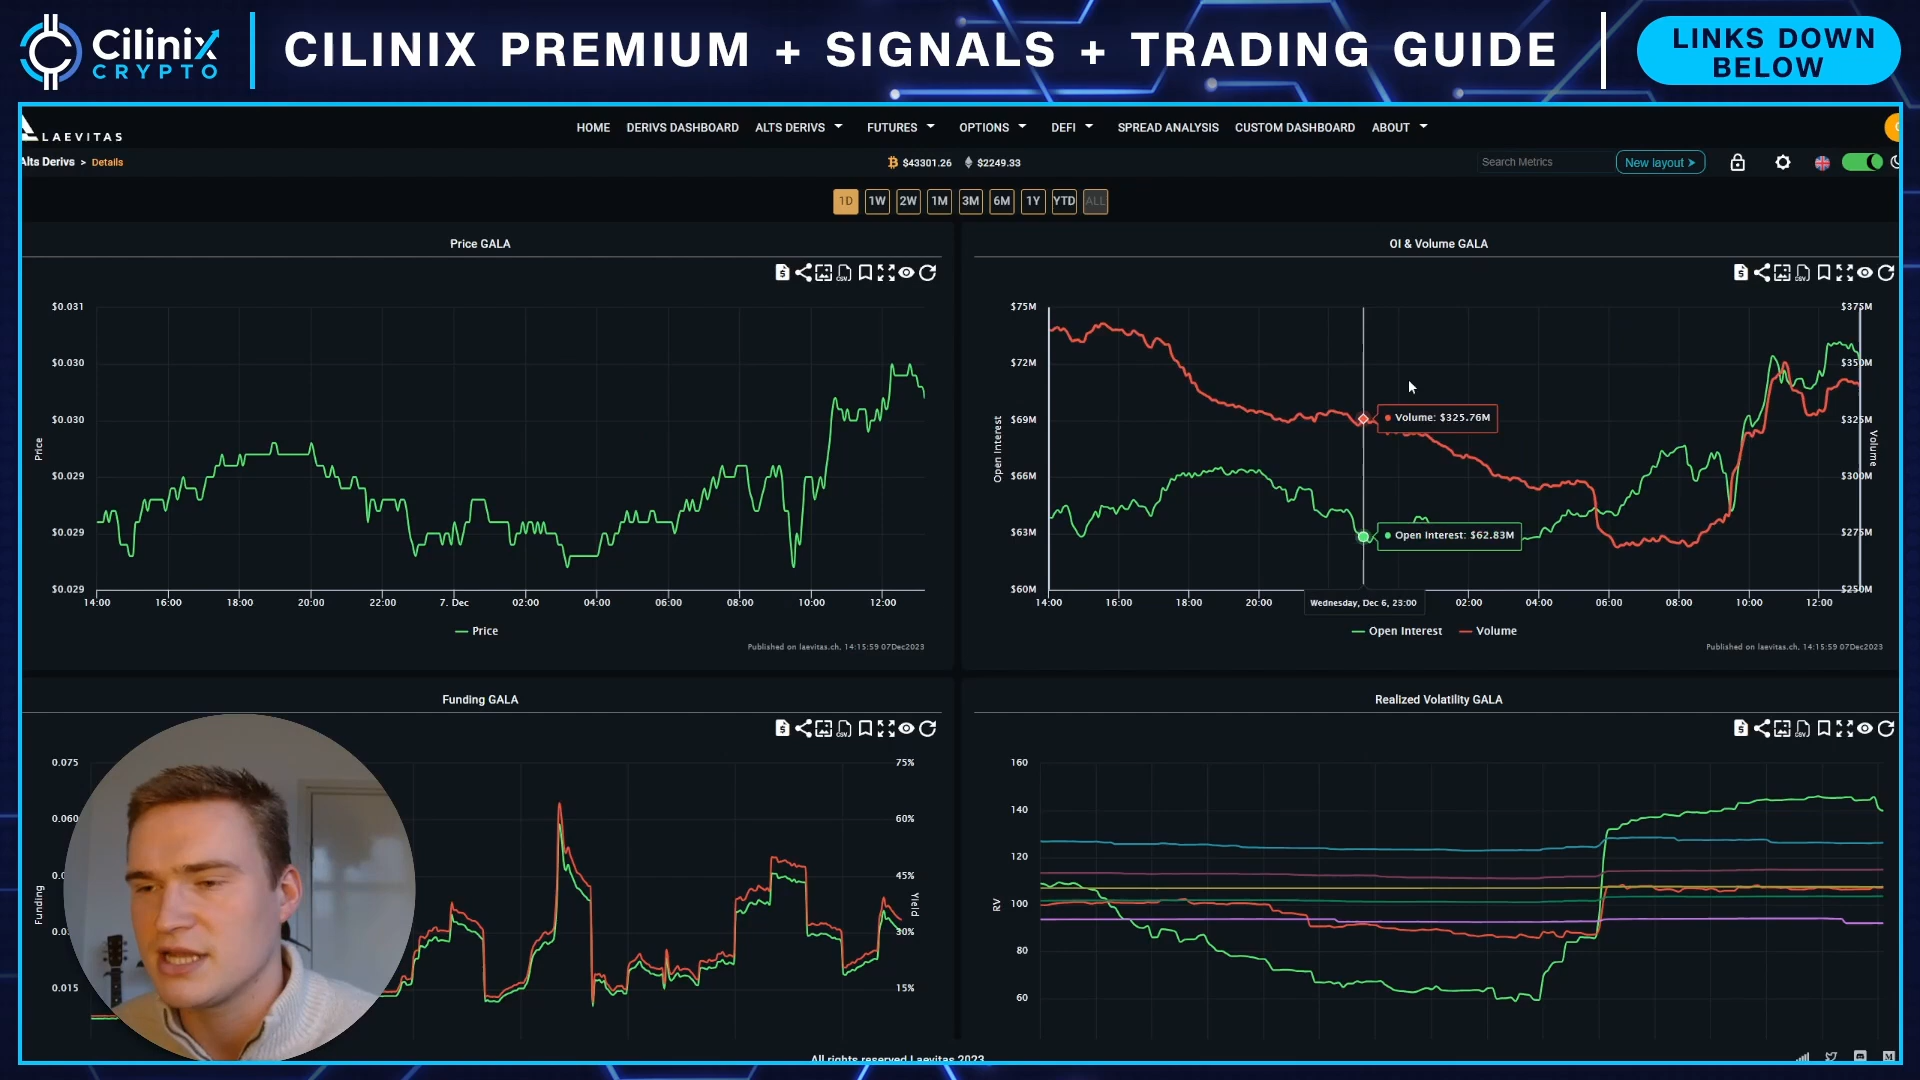 Cilinix
CRYPTO
CILINIX PREMIUM + SIGNALS + TRADING GUIDE
LINKS DOWN
BELOW
LAEVITAS
HOME DERIVS DASHBOARD ALTS DERIVS FUTURES OPTIONS DEFI SPREAD ANALYSIS CUSTOM DASHBOARD ABOUT
Alts Derivs > Details
$43301.26 $2249.33
Search Metrics
New layout
1D 1W 2W 1M 3M 6M 1Y YTD ALL
Price GALA
$0.031
$0.030
$0.030
$0.029
$0.029
$0.029
Price
14:00 16:00 18:00 20:00 22:00 7. Dec 02:00 04:00 06:00 08:00 10:00 12:00
Price
Published on laevitas.ch, 14:15:59 07Dec2023
OI & Volume GALA
$75M $375M
$72M $350M
$69M $325M
$66M $300M
$63M $275M
$60M $250M
Open Interest
Volume
Volume: $325.76M
Open Interest: $62.83M
14:00 16:00 18:00 20:00 Wednesday, Dec 6, 23:00 02:00 04:00 06:00 08:00 10:00 12:00
Open Interest Volume
Published on laevitas.ch, 14:15:59 07Dec2023
Funding GALA
0.075 75%
0.060 60%
45%
30%
0.015 15%
Funding
Yield
Realized Volatility GALA
160
140
120
100
80
60
RV
CSV
All rights reserved Laevitas 2023